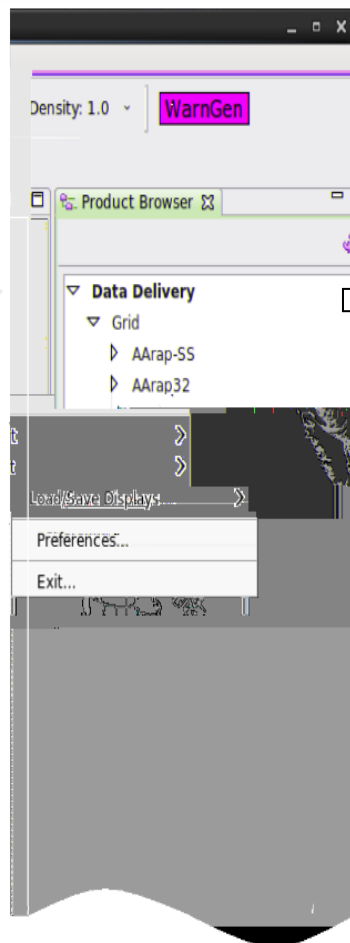 Density: 1.0 WarnGen
Product Browser
Data Delivery
Grid
AArap-SS
AArap32
t
t
Load/Save Displays
Preferences...
Exit...